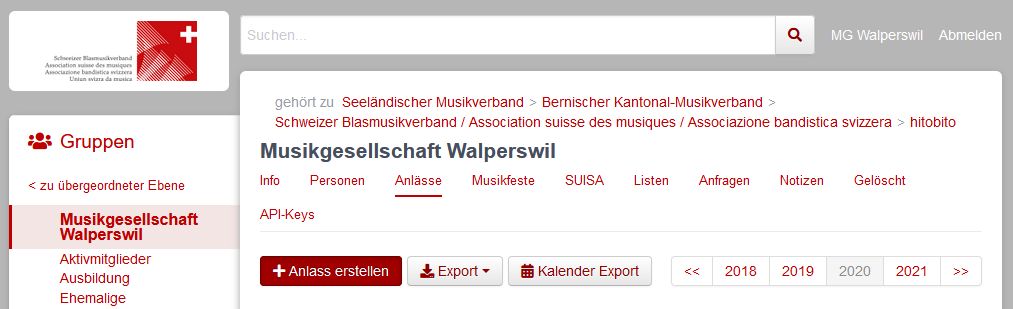 Schweizer Blasmusikverband
Association suisse des musiques
Associazione bandistica svizzera
Uniun svizra da musica
Suchen...
MG Walperswil
Abmelden
Gruppen
< zu übergeordneter Ebene
Musikgesellschaft
Walperswil
Aktivmitglieder
Ausbildung
Ehemalige
gehört zu Seeländischer Musikverband > Bernischer Kantonal-Musikverband >
Schweizer Blasmusikverband / Association suisse des musiques / Associazione bandistica svizzera > hitobito
Musikgesellschaft Walperswil
Info Personen Anlässe Musikfeste SUISA Listen Anfragen Notizen Gelöscht
API-Keys
Anlass erstellen Export Kalender Export << 2018 2019 2020 2021 >>